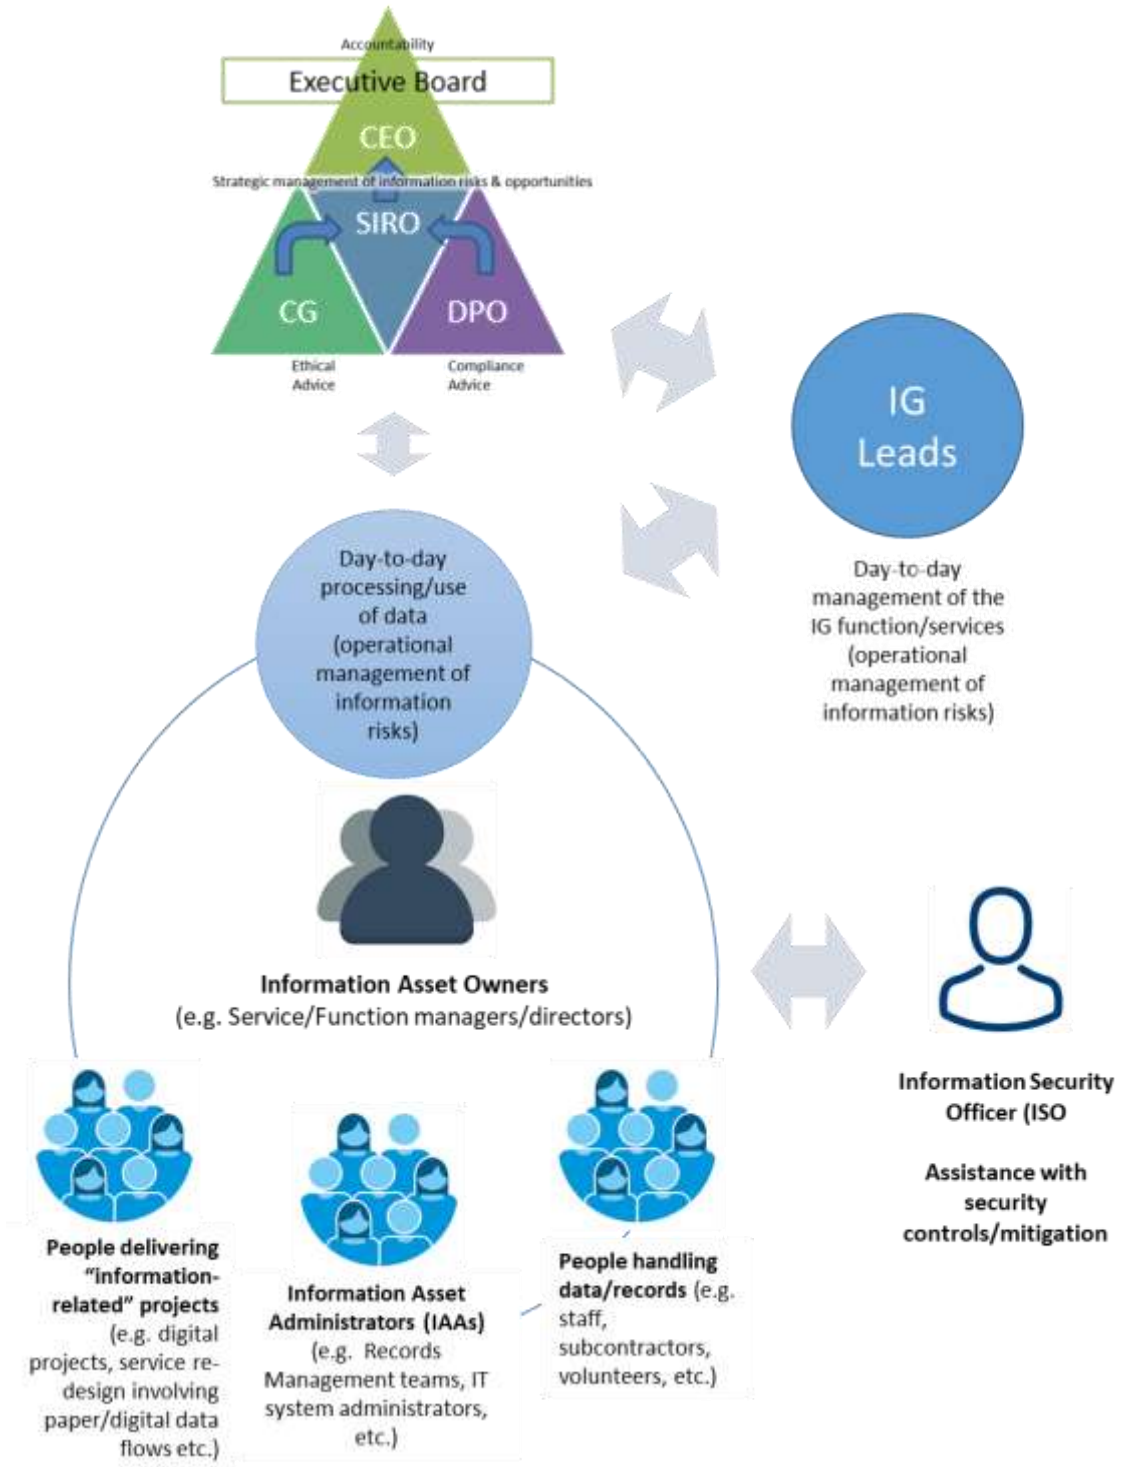 Accountability
Executive Board
CEO
Strategic management of information risks & opportunities
SIRO
CG
DPO
Ethical
Advice
Compliance
Advice
IG
Leads
Day-to-day
management of the
IG function/services
(operational
management of
information risks)
Day-to-day
processing/use
of data
(operational
management of
information
risks)
Information Asset Owners
(e.g. Service/Function managers/directors)
Information Security
Officer (ISO
Assistance with
security
controls/mitigation
People delivering
“information-
related” projects
(e.g. digital
projects, service re-
design involving
paper/digital data
flows etc.)
Information Asset
Administrators (IAAs)
(e.g. Records
Management teams, IT
system administrators,
etc.)
People handling
data/records (e.g.
staff,
subcontractors,
volunteers, etc.)